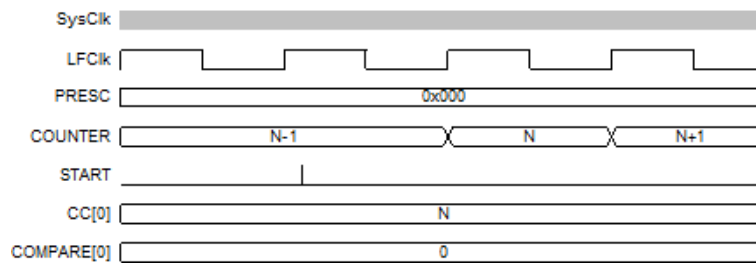 SysClk
LFClk
PRESC 0x000
COUNTER N-1 N N+1
START
CC[0] N
COMPARE[0] 0